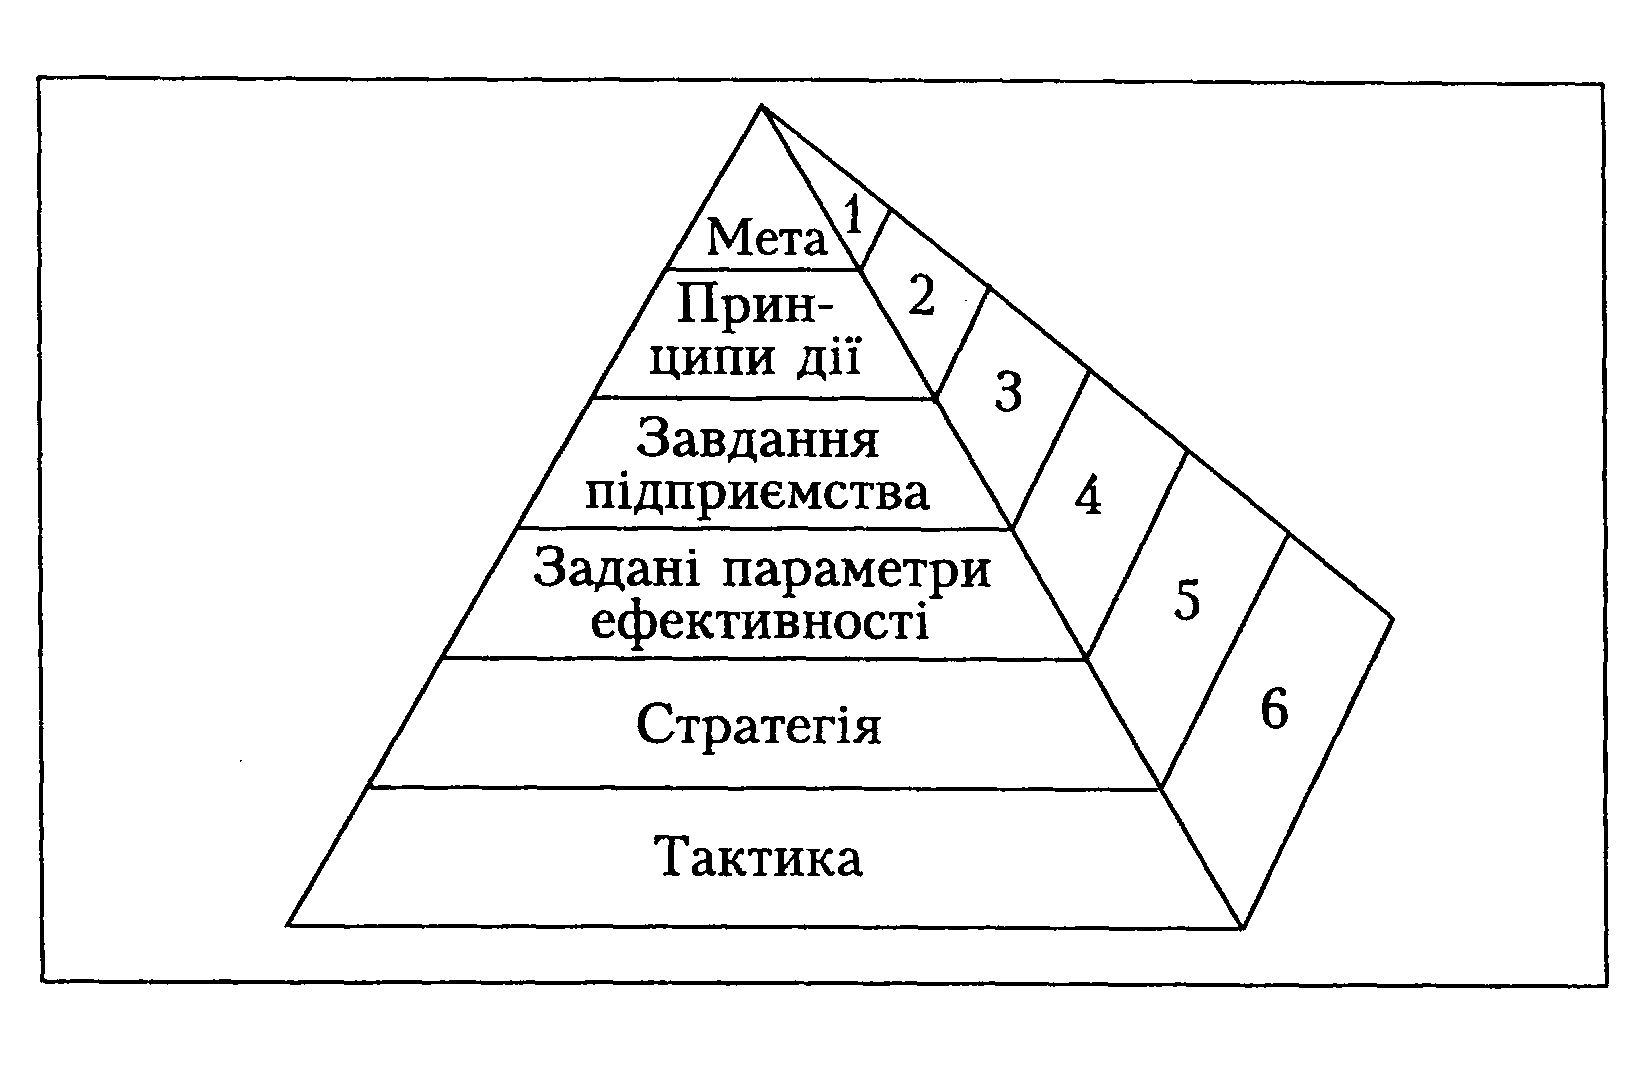 Мета
1
Прин-
ципи дії
2
Завдання
підприємства
3
Задані параметри
ефективності
4
Стратегія
5
Тактика
6